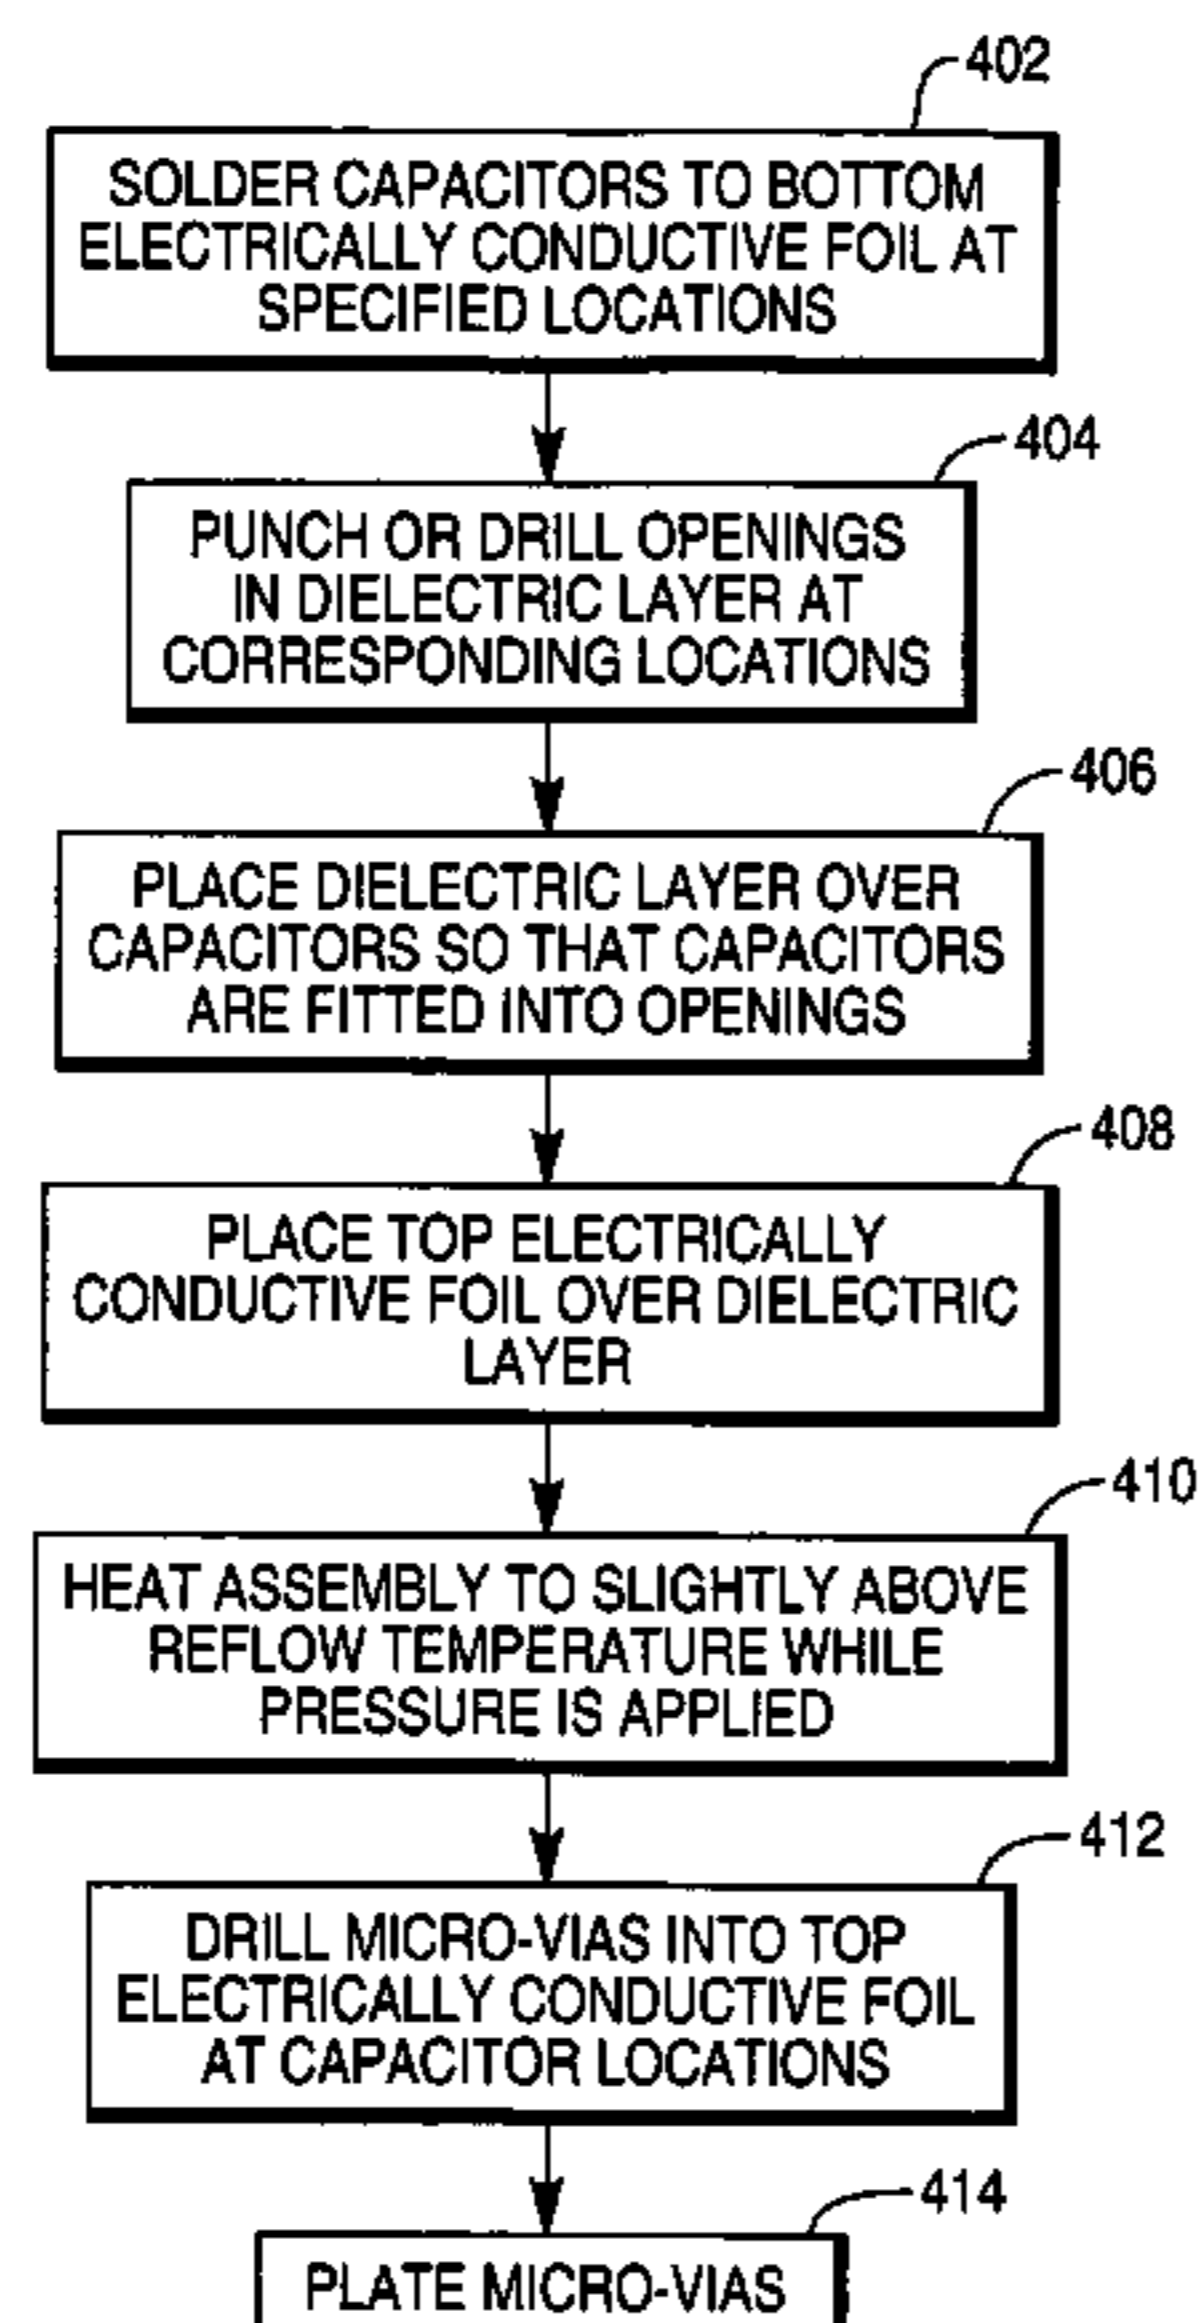 402
SOLDER CAPACITORS TO BOTTOM
ELECTRICALLY CONDUCTIVE FOIL AT
SPECIFIED LOCATIONS
404
PUNCH OR DRILL OPENINGS
IN DIELECTRIC LAYER AT
CORRESPONDING LOCATIONS
406
PLACE DIELECTRIC LAYER OVER
CAPACITORS SO THAT CAPACITORS
ARE FITTED INTO OPENINGS
408
PLACE TOP ELECTRICALLY
CONDUCTIVE FOIL OVER DIELECTRIC
LAYER
410
HEAT ASSEMBLY TO SLIGHTLY ABOVE
REFLOW TEMPERATURE WHILE
PRESSURE IS APPLIED
412
DRILL MICRO-VIAS INTO TOP
ELECTRICALLY CONDUCTIVE FOIL
AT CAPACITOR LOCATIONS
414
PLATE MICRO-VIAS